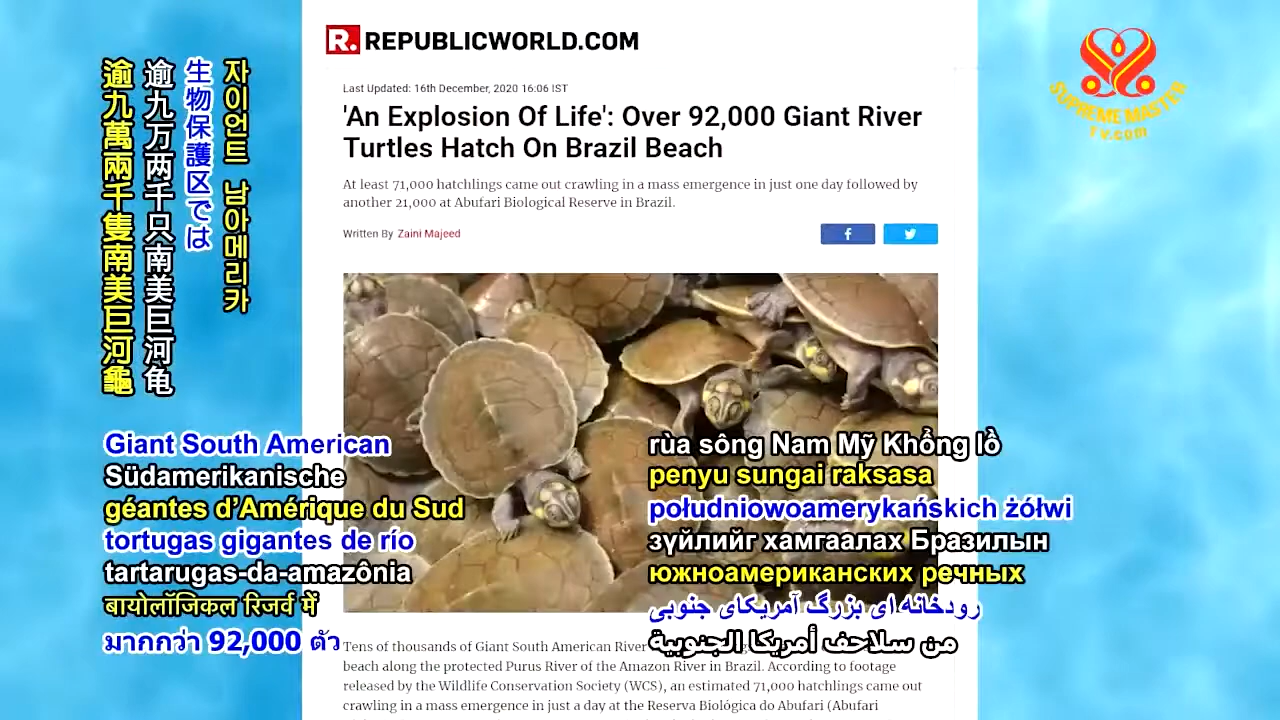 R. REPUBLICWORLD.COM
Last Updated: 16th December, 2020 16:06 IST
'An Explosion Of Life': Over 92,000 Giant River
Turtles Hatch On Brazil Beach
At least 71,000 hatchlings came out crawling in a mass emergence in just one day followed by
another 21,000 at Abufari Biological Reserve in Brazil.
Written By Zaini Majeed
SUPREME MASTER
TV.COM
자이언트 남아메리카
生物保護区では
逾九万两千只南美巨河龟
逾九萬兩千隻南美巨河龜
Giant South American
Südamerikanische
géantes d’Amérique du Sud
tortugas gigantes de río
tartarugas-da-amazônia
बायोलॉजिकल रिजर्व में
มากกว่า 92,000 ตัว
rùa sông Nam Mỹ Khổng lồ
penyu sungai raksasa
południowoamerykańskich żółwi
зүйлийг хамгаалах Бразилын
южноамериканских речных
رودخانه ای بزرگ آمریکای جنوبی
من سلاحف أمريكا الجنوبية
Tens of thousands of Giant South American River
beach along the protected Purus River of the Amazon River in Brazil. According to footage
released by the Wildlife Conservation Society (WCS), an estimated 71,000 hatchlings came out
crawling in a mass emergence in just a day at the Reserva Biológica do Abufari (Abufari